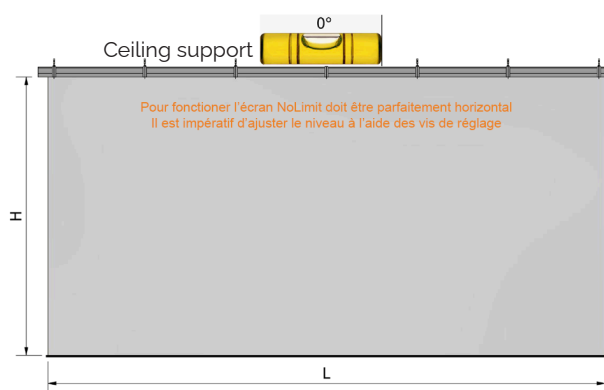 0°
Ceiling support
Pour fonctioner l'écran NoLimit doit être parfaitement horizontal
Il est impératif d'ajuster le niveau à l'aide des vis de réglage
H
L